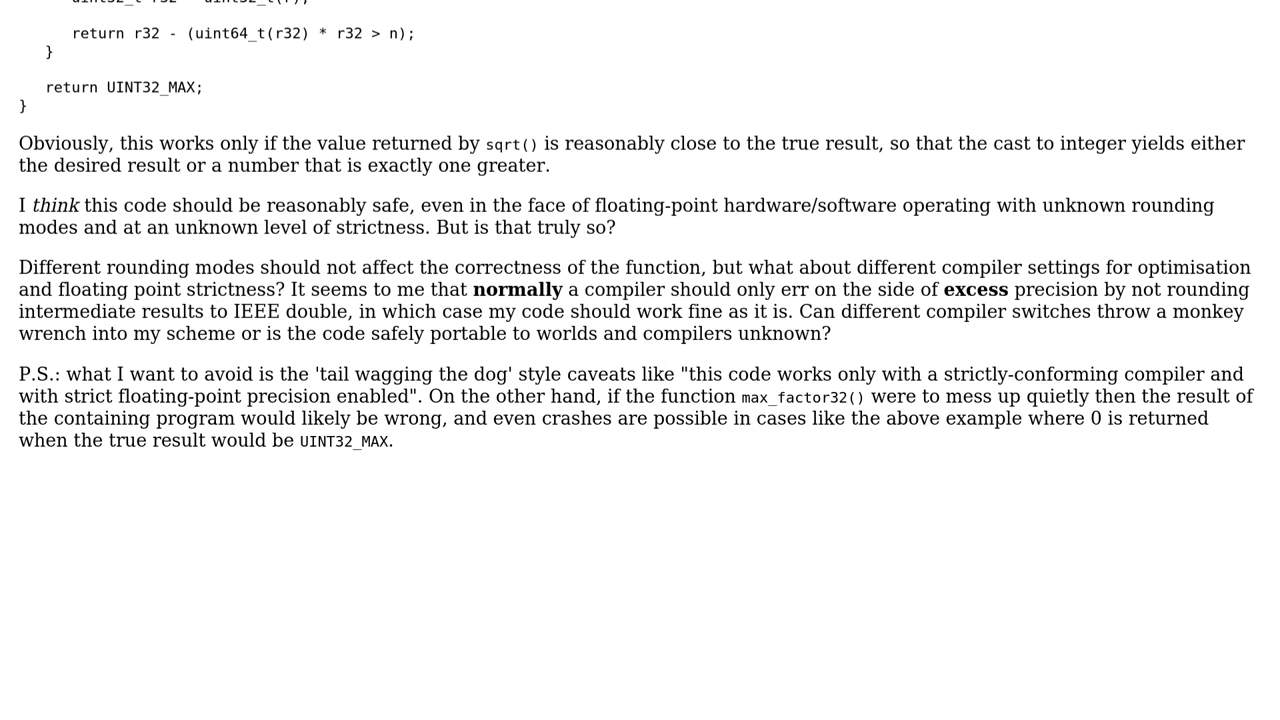 return r32 - (uint64_t(r32) * r32 > n);
}
return UINT32_MAX;
}
Obviously, this works only if the value returned by sqrt() is reasonably close to the true result, so that the cast to integer yields either
the desired result or a number that is exactly one greater.
I think this code should be reasonably safe, even in the face of floating-point hardware/software operating with unknown rounding
modes and at an unknown level of strictness. But is that truly so?
Different rounding modes should not affect the correctness of the function, but what about different compiler settings for optimisation
and floating point strictness? It seems to me that normally a compiler should only err on the side of excess precision by not rounding
intermediate results to IEEE double, in which case my code should work fine as it is. Can different compiler switches throw a monkey
wrench into my scheme or is the code safely portable to worlds and compilers unknown?
P.S.: what I want to avoid is the 'tail wagging the dog' style caveats like "this code works only with a strictly-conforming compiler and
with strict floating-point precision enabled". On the other hand, if the function max_factor32() were to mess up quietly then the result of
the containing program would likely be wrong, and even crashes are possible in cases like the above example where 0 is returned
when the true result would be UINT32_MAX.